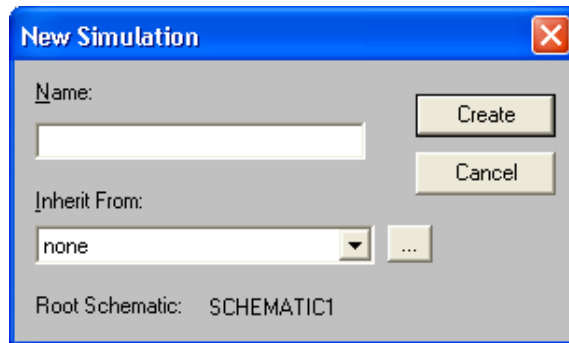 New Simulation
Name:
Create
Cancel
Inherit From:
none
...
Root Schematic: SCHEMATIC1